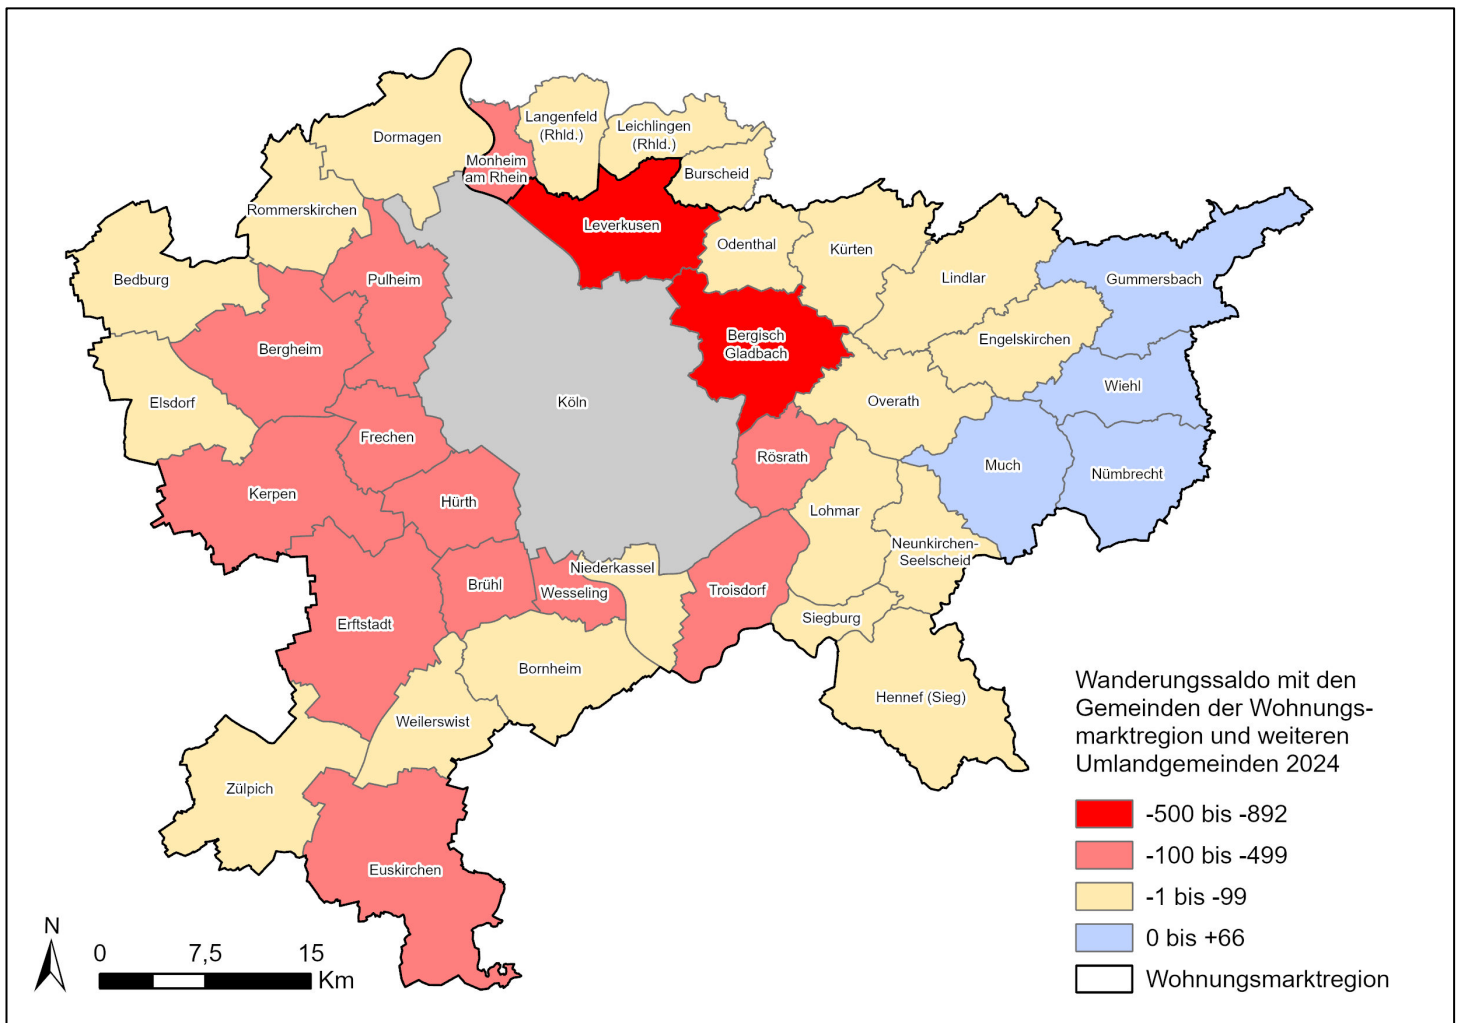 Dormagen
Langenfeld
(Rhld.)
Leichlingen
(Rhld.)
Monheim
am Rhein
Burscheid
Rommerskirchen
Leverkusen
Odenthal
Kürten
Bedburg
Pulheim
Lindlar
Gummersbach
Bergheim
Bergisch
Gladbach
Engelskirchen
Wiehl
Elsdorf
Köln
Overath
Frechen
Rösrath
Much
Nümbrecht
Kerpen
Hürth
Lohmar
Neunkirchen-
Seelscheid
Niederkassel
Brühl
Wesseling
Troisdorf
Erftstadt
Siegburg
Bornheim
Hennef (Sieg)
Weilerswist
Zülpich
Euskirchen
Wanderungssaldo mit den
Gemeinden der Wohnungs-
marktregion und weiteren
Umlandgemeinden 2024
-500 bis -892
-100 bis -499
-1 bis -99
0 bis +66
Wohnungsmarktregion
N
0 7,5 15
Km